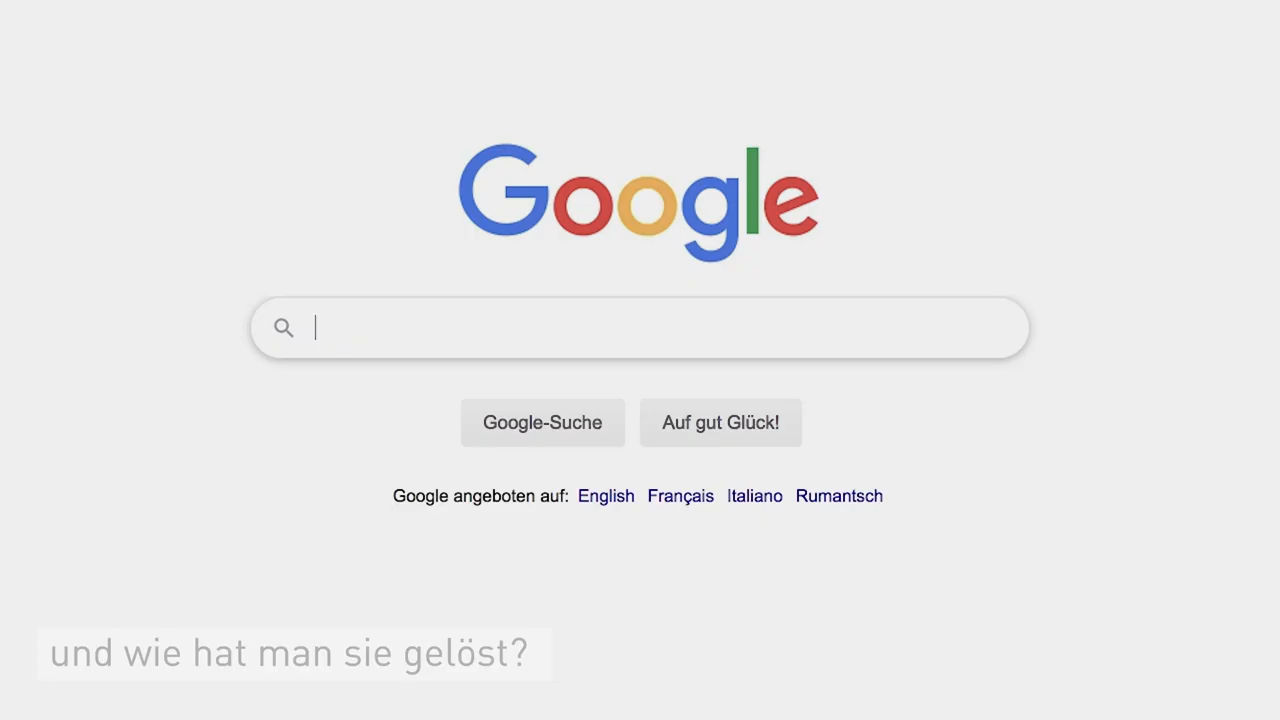 Google
Google-Suche Auf gut Glück!
Google angeboten auf: English Français Italiano Rumantsch
und wie hat man sie gelöst?